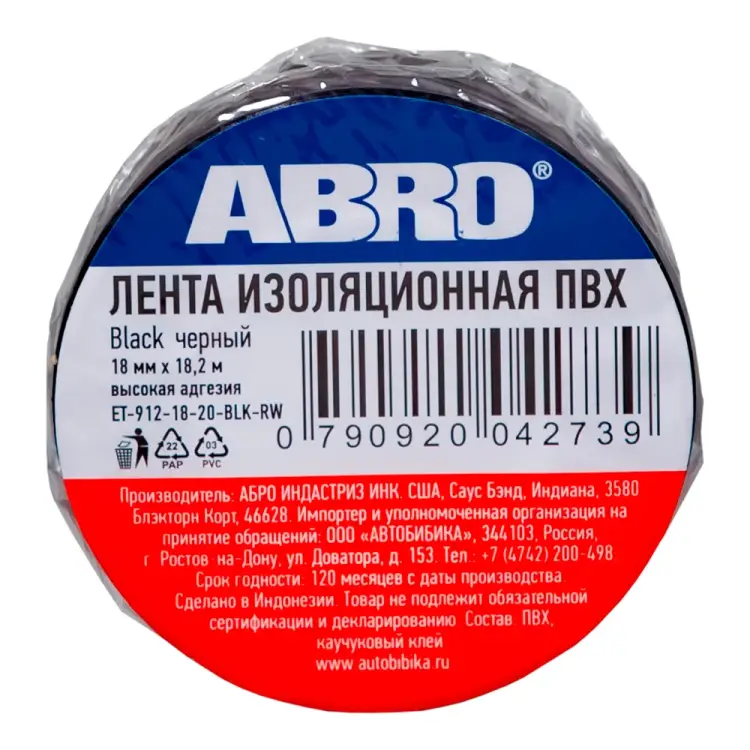 ABRO®
ЛЕНТА ИЗОЛЯЦИОННАЯ ПВХ
Black черный
18 мм x 18,2 м
высокая адгезия
ET-912-18-20-BLK-RW
0 790920 042739
22
PAP
03
PVC
Производитель: АБРО ИНДАСТРИЗ ИНК. США, Саус Бэнд, Индиана, 3580
Блэкторн Корт, 46628. Импортер и уполномоченная организация на
принятие обращений: ООО «АВТОБИБИКА», 344103, Россия,
г. Ростов-на-Дону, ул. Доватора, д. 153. Тел.: +7 (4742) 200-498.
Срок годности: 120 месяцев с даты производства.
Сделано в Индонезии. Товар не подлежит обязательной
сертификации и декларированию. Состав: ПВХ,
каучуковый клей
www.autobibika.ru